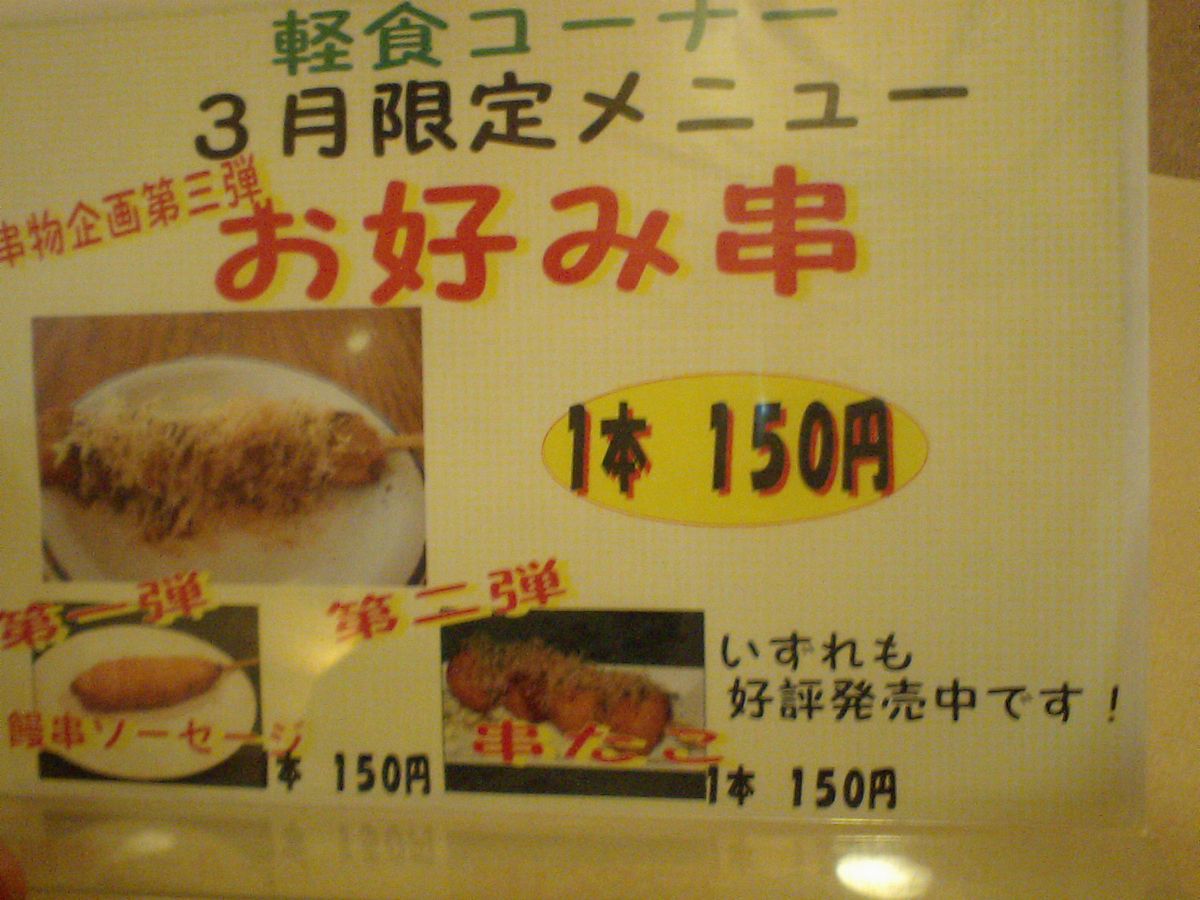 軽食コーナー
3月限定メニュー
串物企画第三弾
お好み串
1本 150円
第一弾
鰻串ソーセージ
1本 150円
第二弾
串たこ
1本 150円
いずれも
好評発売中です!